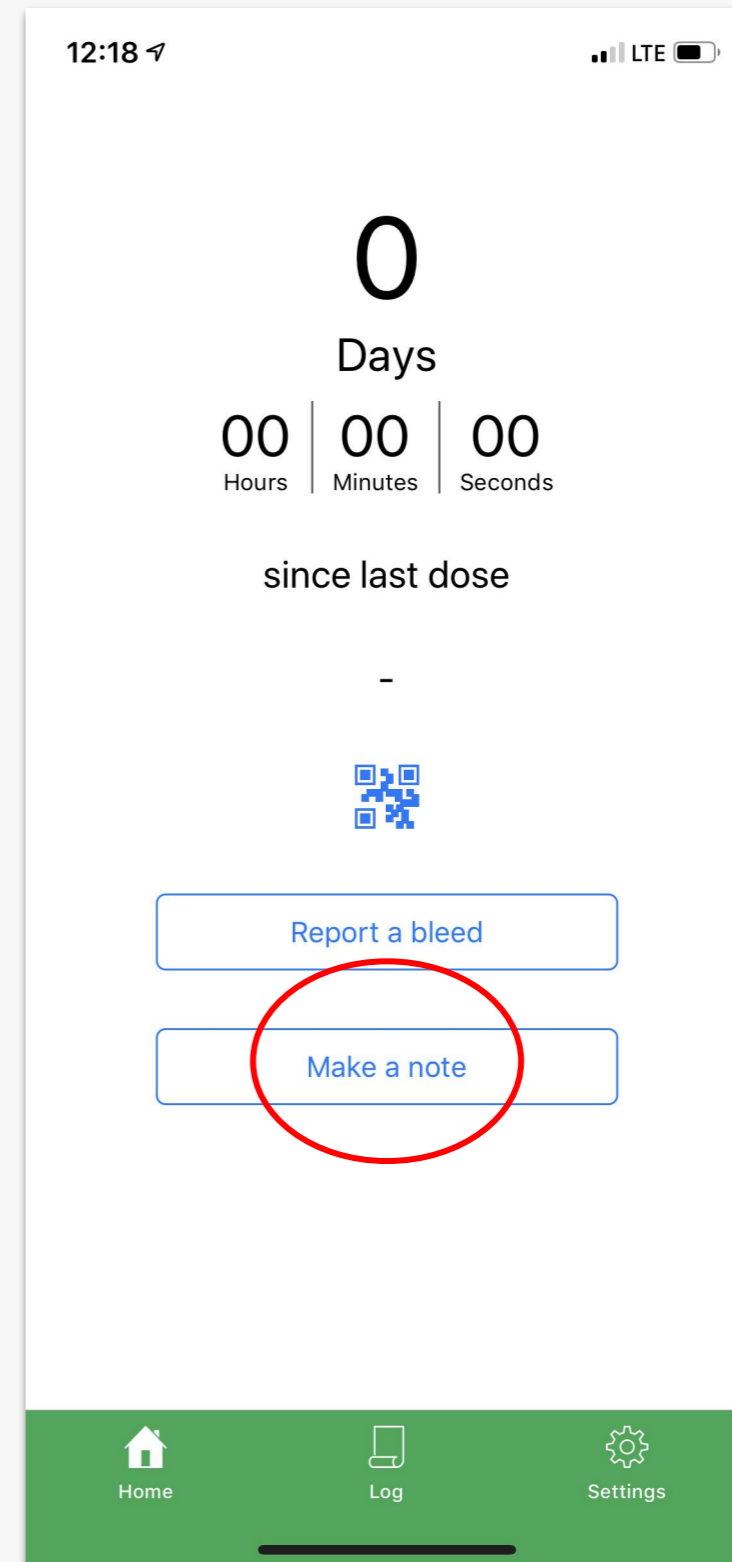 12:18 LTE
0
Days
00 00 00
Hours Minutes Seconds
since last dose
-
Report a bleed
Make a note
Home Log Settings